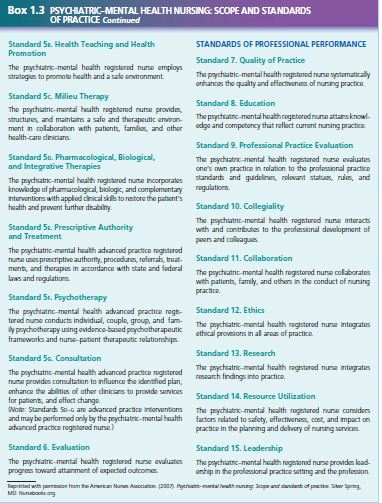 Box 1.3 PSYCHIATRIC–MENTAL HEALTH NURSING: SCOPE AND STANDARDS
OF PRACTICE Continued
Standard 5B. Health Teaching and Health
Promotion
The psychiatric–mental health registered nurse employs
strategies to promote health and a safe environment.
Standard 5C. Milieu Therapy
The psychiatric–mental health registered nurse provides,
structures, and maintains a safe and therapeutic environ-
ment in collaboration with patients, families, and other
health-care clinicians.
Standard 5D. Pharmacological, Biological,
and Integrative Therapies
The psychiatric–mental health registered nurse incorporates
knowledge of pharmacological, biologic, and complementary
interventions with applied clinical skills to restore the patient's
health and prevent further disability.
Standard 5E. Prescriptive Authority
and Treatment
The psychiatric–mental health advanced practice registered
nurse uses prescriptive authority, procedures, referrals, treat-
ments, and therapies in accordance with state and federal
laws and regulations.
Standard 5F. Psychotherapy
The psychiatric–mental health advanced practice regis-
tered nurse conducts individual, couple, group, and fam-
ily psychotherapy using evidence-based psychotherapeutic
frameworks and nurse–patient therapeutic relationships.
Standard 5G. Consultation
The psychiatric–mental health advanced practice registered
nurse provides consultation to influence the identified plan,
enhance the abilities of other clinicians to provide services
for patients, and effect change.
(Note: Standards 5D–G are advanced practice interventions
and may be performed only by the psychiatric–mental health
advanced practice registered nurse.)
Standard 6. Evaluation
The psychiatric–mental health registered nurse evaluates
progress toward attainment of expected outcomes.
STANDARDS OF PROFESSIONAL PERFORMANCE
Standard 7. Quality of Practice
The psychiatric–mental health registered nurse systematically
enhances the quality and effectiveness of nursing practice.
Standard 8. Education
The psychiatric–mental health registered nurse attains knowl-
edge and competency that reflect current nursing practice.
Standard 9. Professional Practice Evaluation
The psychiatric–mental health registered nurse evaluates
one's own practice in relation to the professional practice
standards and guidelines, relevant statues, rules, and
regulations.
Standard 10. Collegiality
The psychiatric–mental health registered nurse interacts
with and contributes to the professional development of
peers and colleagues.
Standard 11. Collaboration
The psychiatric–mental health registered nurse collaborates
with patients, family, and others in the conduct of nursing
practice.
Standard 12. Ethics
The psychiatric–mental health registered nurse integrates
ethical provisions in all areas of practice.
Standard 13. Research
The psychiatric–mental health registered nurse integrates
research findings into practice.
Standard 14. Resource Utilization
The psychiatric–mental health registered nurse considers
factors related to safety, effectiveness, cost, and impact on
practice in the planning and delivery of nursing services.
Standard 15. Leadership
The psychiatric–mental health registered nurse provides lead-
ership in the professional practice setting and the profession.
Reprinted with permission from the American Nurses Association. (2007). Psychiatric–mental health nursing: Scope and standards of practice. Silver Spring,
MD: Nursebooks.org.